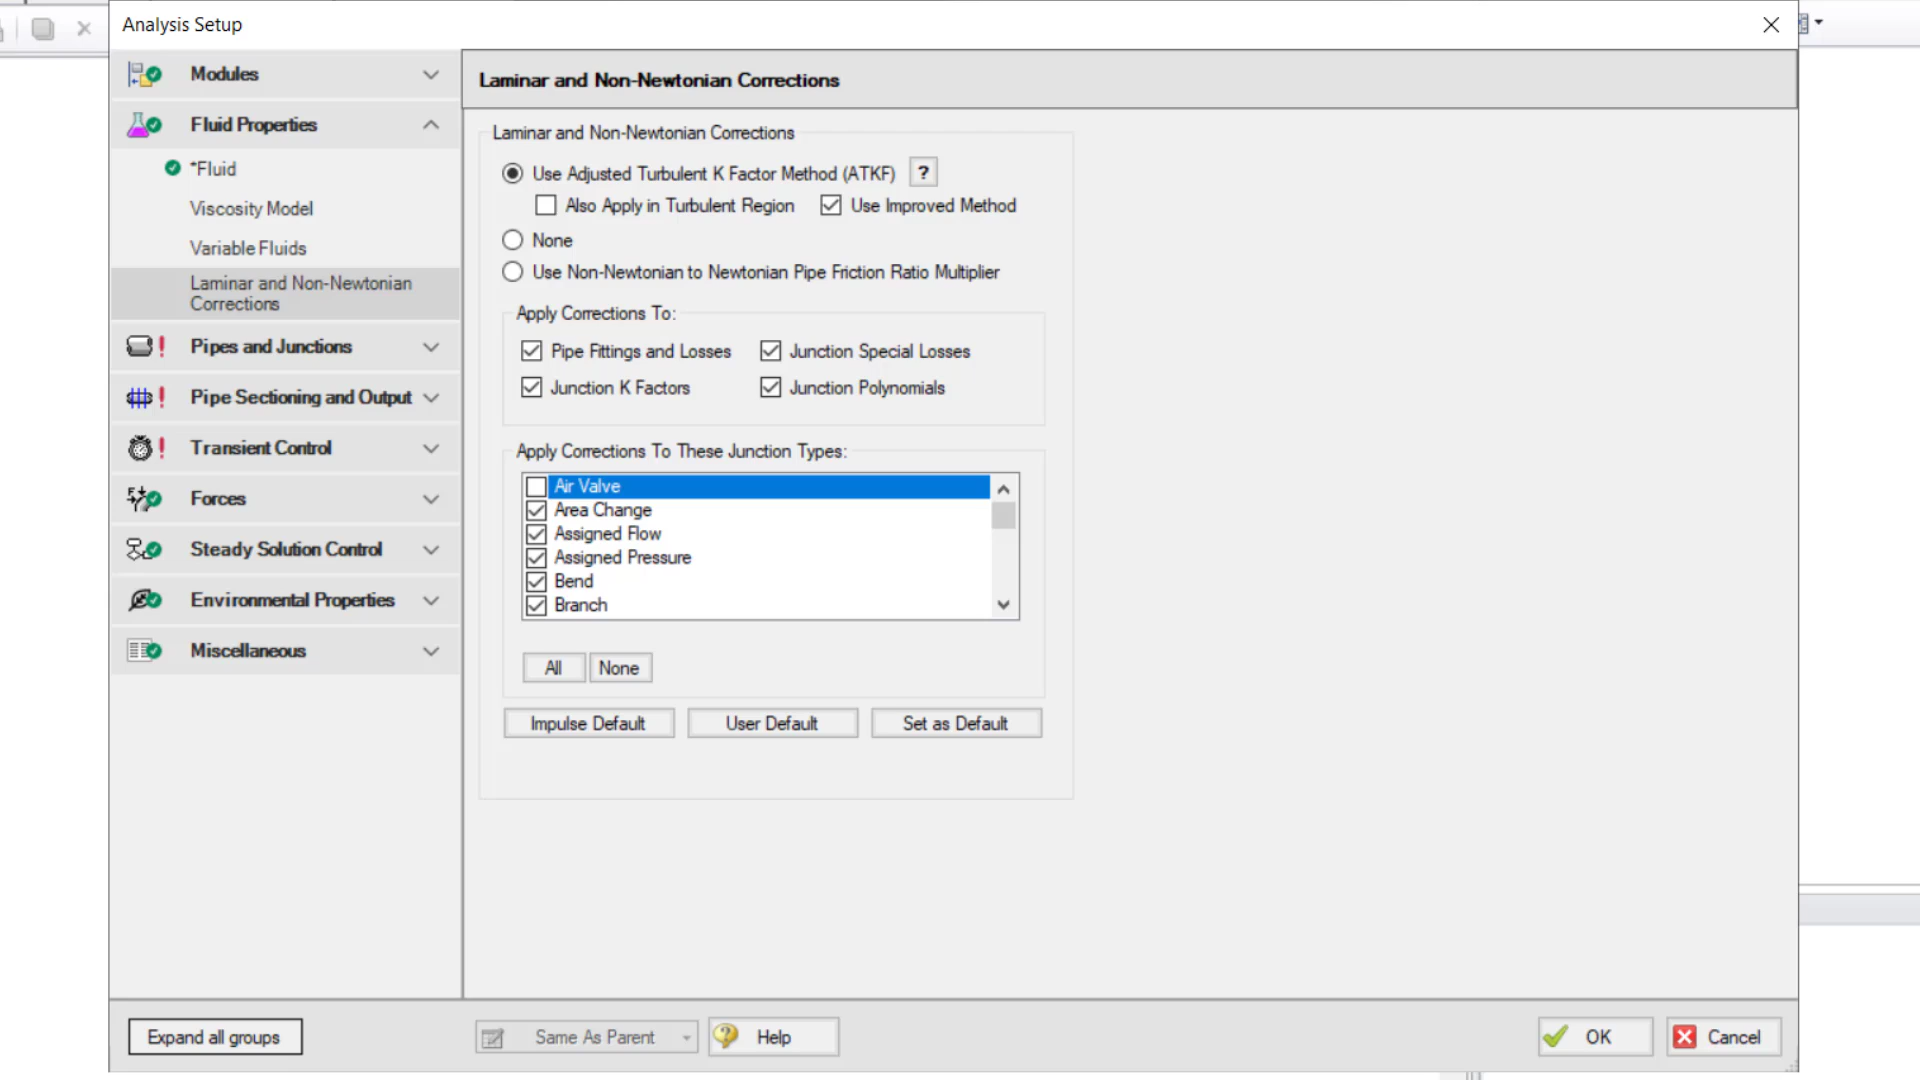 Analysis Setup
Modules
Fluid Properties
*Fluid
Viscosity Model
Variable Fluids
Laminar and Non-Newtonian
Corrections
Pipes and Junctions
Pipe Sectioning and Output
Transient Control
Forces
Steady Solution Control
Environmental Properties
Miscellaneous
Laminar and Non-Newtonian Corrections
Laminar and Non-Newtonian Corrections
Use Adjusted Turbulent K Factor Method (ATKF) ?
Also Apply in Turbulent Region Use Improved Method
None
Use Non-Newtonian to Newtonian Pipe Friction Ratio Multiplier
Apply Corrections To:
Pipe Fittings and Losses Junction Special Losses
Junction K Factors Junction Polynomials
Apply Corrections To These Junction Types:
Air Valve
Area Change
Assigned Flow
Assigned Pressure
Bend
Branch
All None
Impulse Default User Default Set as Default
Expand all groups Same As Parent Help OK Cancel